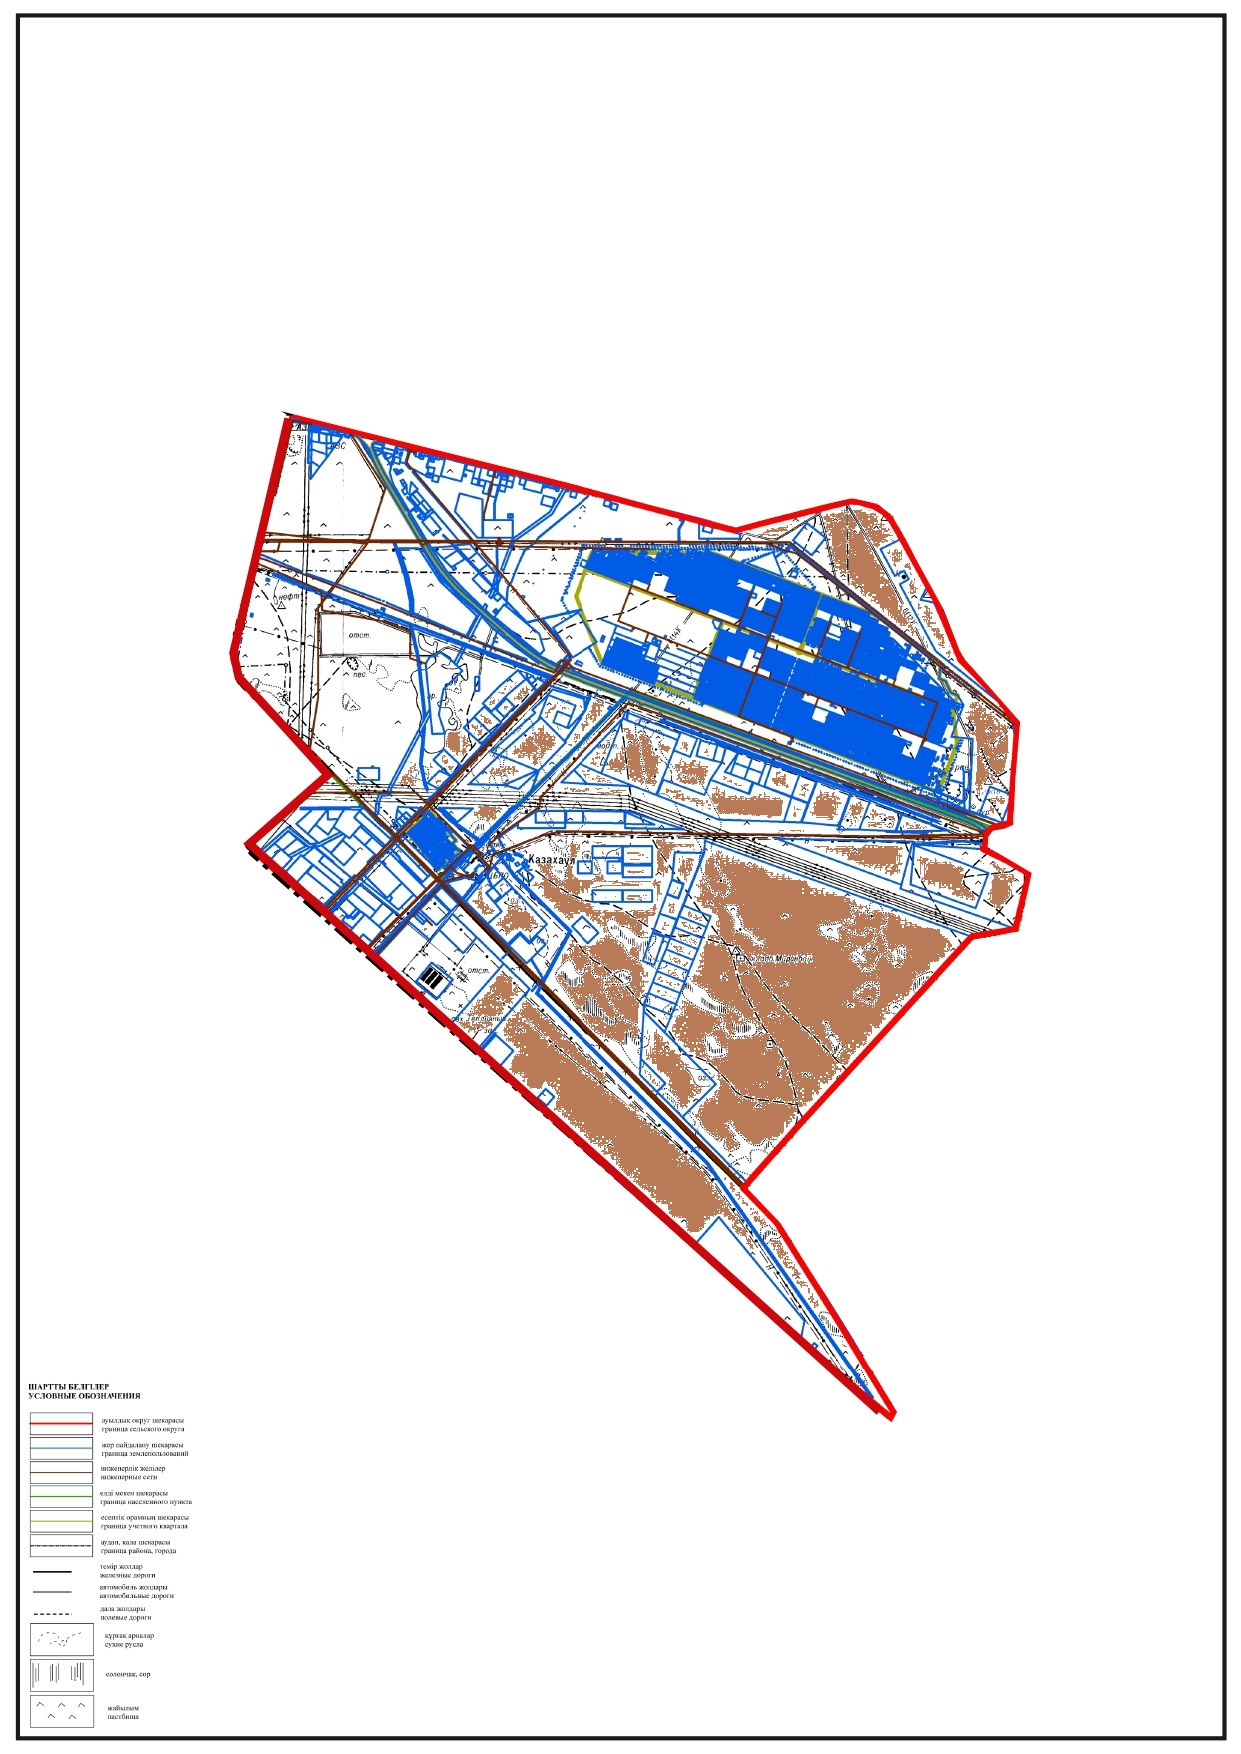 нефт.
отст.
пес.
Казахаул
отст.
ШАРТТЫ БЕЛГІЛЕР
УСЛОВНЫЕ ОБОЗНАЧЕНИЯ
ауылдық округ шекарасы
граница сельского округа
жер пайдалану шекарасы
граница землепользований
инженерлік желілер
инженерные сети
елді мекен шекарасы
граница населенного пункта
есептік орамның шекарасы
граница учетного квартала
аудан, қала шекарасы
граница района, города
темір жолдар
железные дороги
автомобиль жолдары
автомобильные дороги
дала жолдары
полевые дороги
құрғақ арналар
сухие русла
солончак, сор
жайылым
пастбища